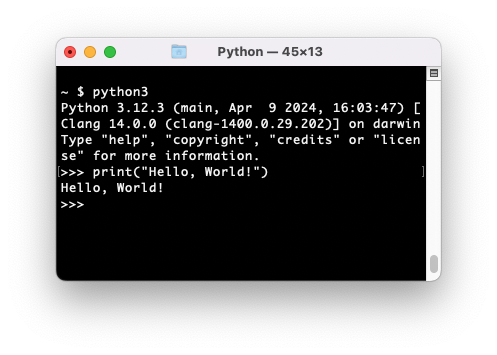 Python — 45×13
~ $ python3
Python 3.12.3 (main, Apr  9 2024, 16:03:47) [
Clang 14.0.0 (clang-1400.0.29.202)] on darwin
Type "help", "copyright", "credits" or "licen
se" for more information.
>>> print("Hello, World!")
Hello, World!
>>>